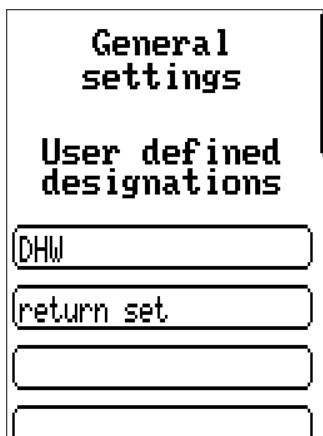 General
settings
User defined
designations
DHW
return set